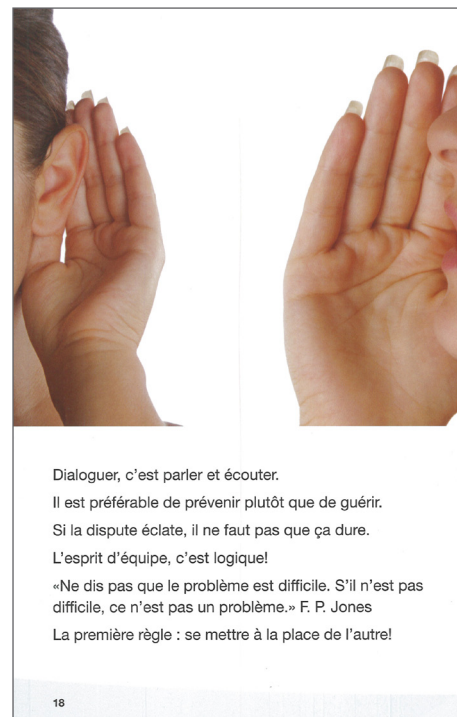 Dialoguer, c'est parler et écouter.
Il est préférable de prévenir plutôt que de guérir.
Si la dispute éclate, il ne faut pas que ça dure.
L'esprit d'équipe, c'est logique!
«Ne dis pas que le problème est difficile. S'il n'est pas
difficile, ce n'est pas un problème.» F. P. Jones
La première règle : se mettre à la place de l'autre!
18